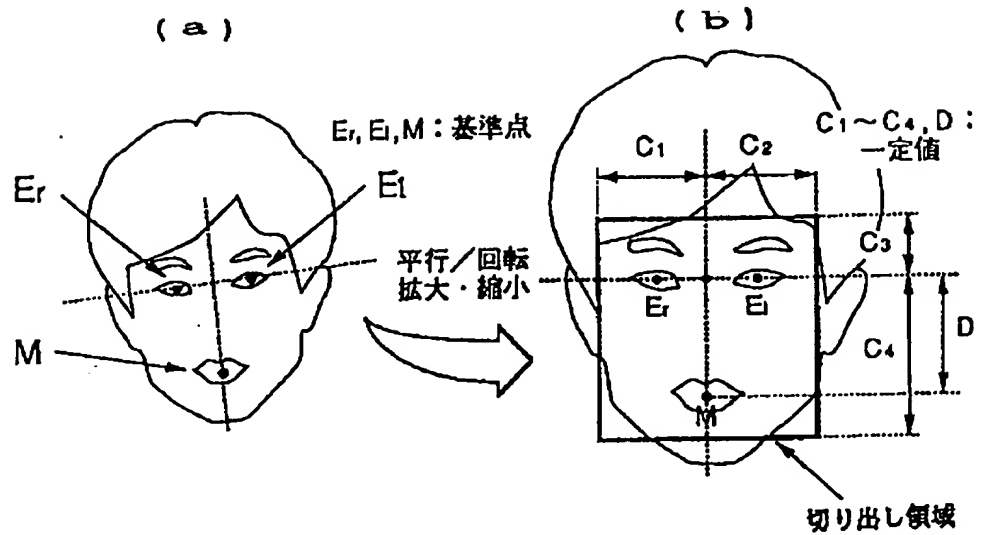 (a)
Er, El, M：基準点
Er
El
M
平行／回転
拡大・縮小
(b)
C1〜C4, D：
一定値
C1
C2
C3
C4
D
Er
El
M
切り出し領域